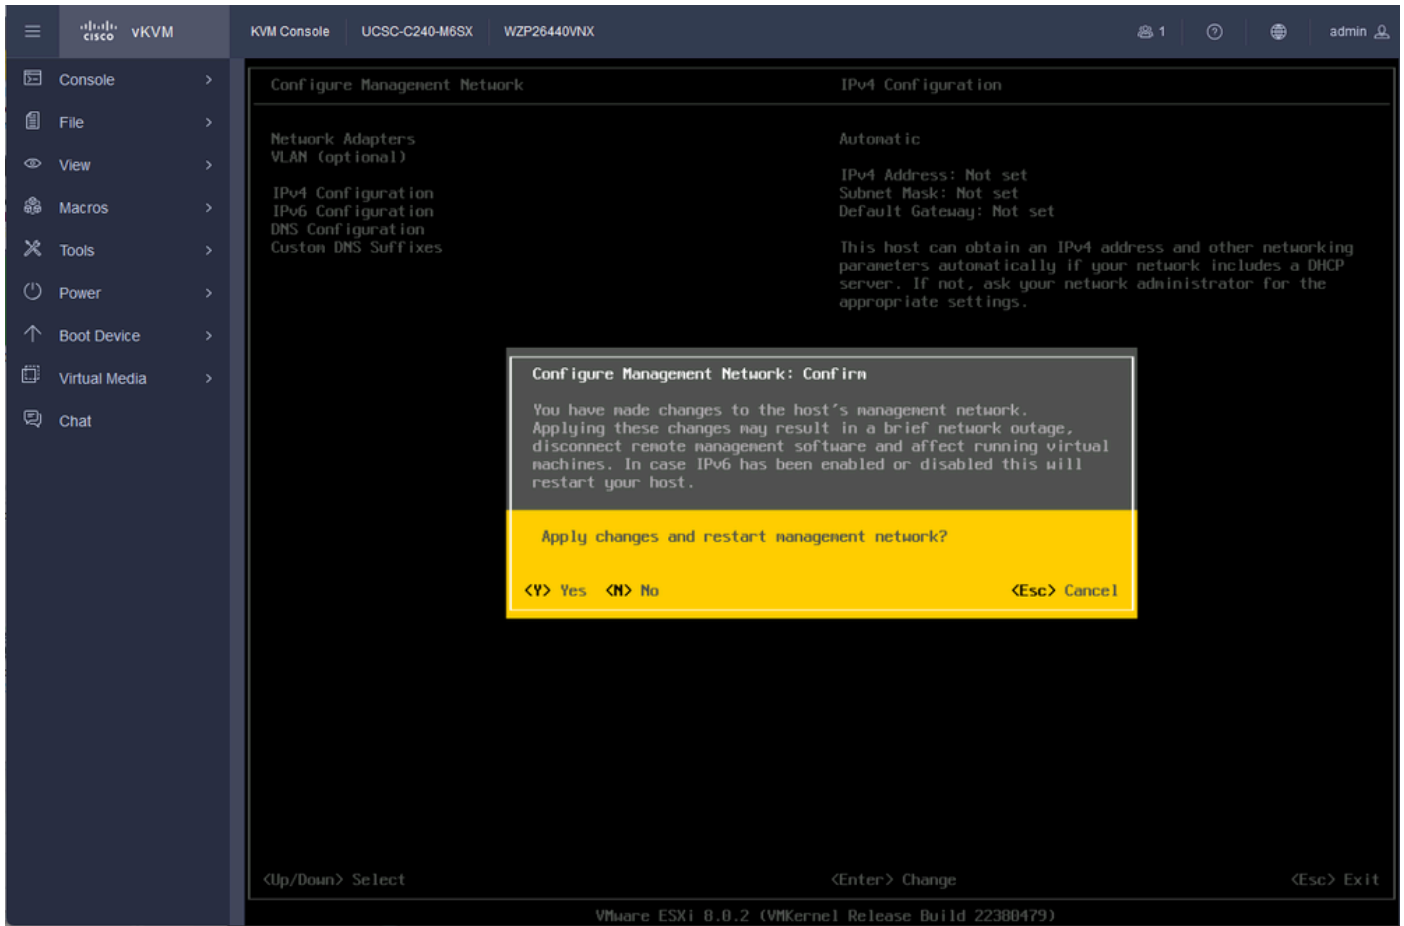 cisco vKVM
KVM Console UCSC-C240-M6SX WZP26440VNX
1
admin
Console
File
View
Macros
Tools
Power
Boot Device
Virtual Media
Chat
Configure Management Network
IPv4 Configuration
Network Adapters
VLAN (optional)
IPv4 Configuration
IPv6 Configuration
DNS Configuration
Custom DNS Suffixes
Automatic
IPv4 Address: Not set
Subnet Mask: Not set
Default Gateway: Not set
This host can obtain an IPv4 address and other networking
parameters automatically if your network includes a DHCP
server. If not, ask your network administrator for the
appropriate settings.
Configure Management Network: Confirm
You have made changes to the host's management network.
Applying these changes may result in a brief network outage,
disconnect remote management software and affect running virtual
machines. In case IPv6 has been enabled or disabled this will
restart your host.
Apply changes and restart management network?
<Y> Yes <N> No <Esc> Cancel
<Up/Down> Select <Enter> Change <Esc> Exit
VMware ESXi 8.0.2 (VMKernel Release Build 22380479)